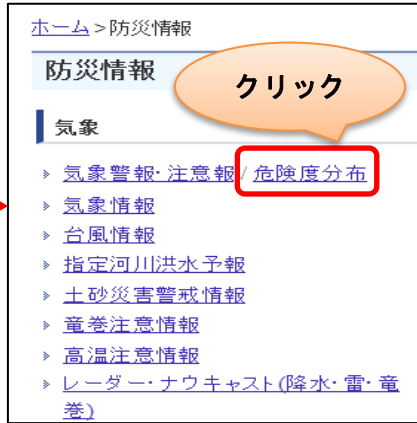 ホーム>防災情報
防災情報
クリック
気象
気象警報･注意報/危険度分布
気象情報
台風情報
指定河川洪水予報
土砂災害警戒情報
竜巻注意情報
高温注意情報
レーダー･ナウキャスト(降水･雷･竜
巻)